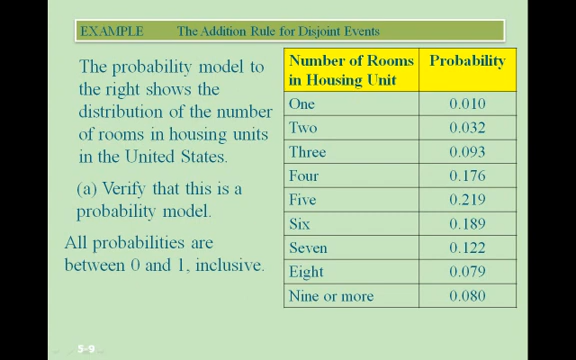 EXAMPLE The Addition Rule for Disjoint Events
The probability model to
the right shows the
distribution of the number
of rooms in housing units
in the United States.
(a) Verify that this is a
probability model.
All probabilities are
between 0 and 1, inclusive.
Number of Rooms in Housing Unit Probability
One 0.010
Two 0.032
Three 0.093
Four 0.176
Five 0.219
Six 0.189
Seven 0.122
Eight 0.079
Nine or more 0.080
5-9